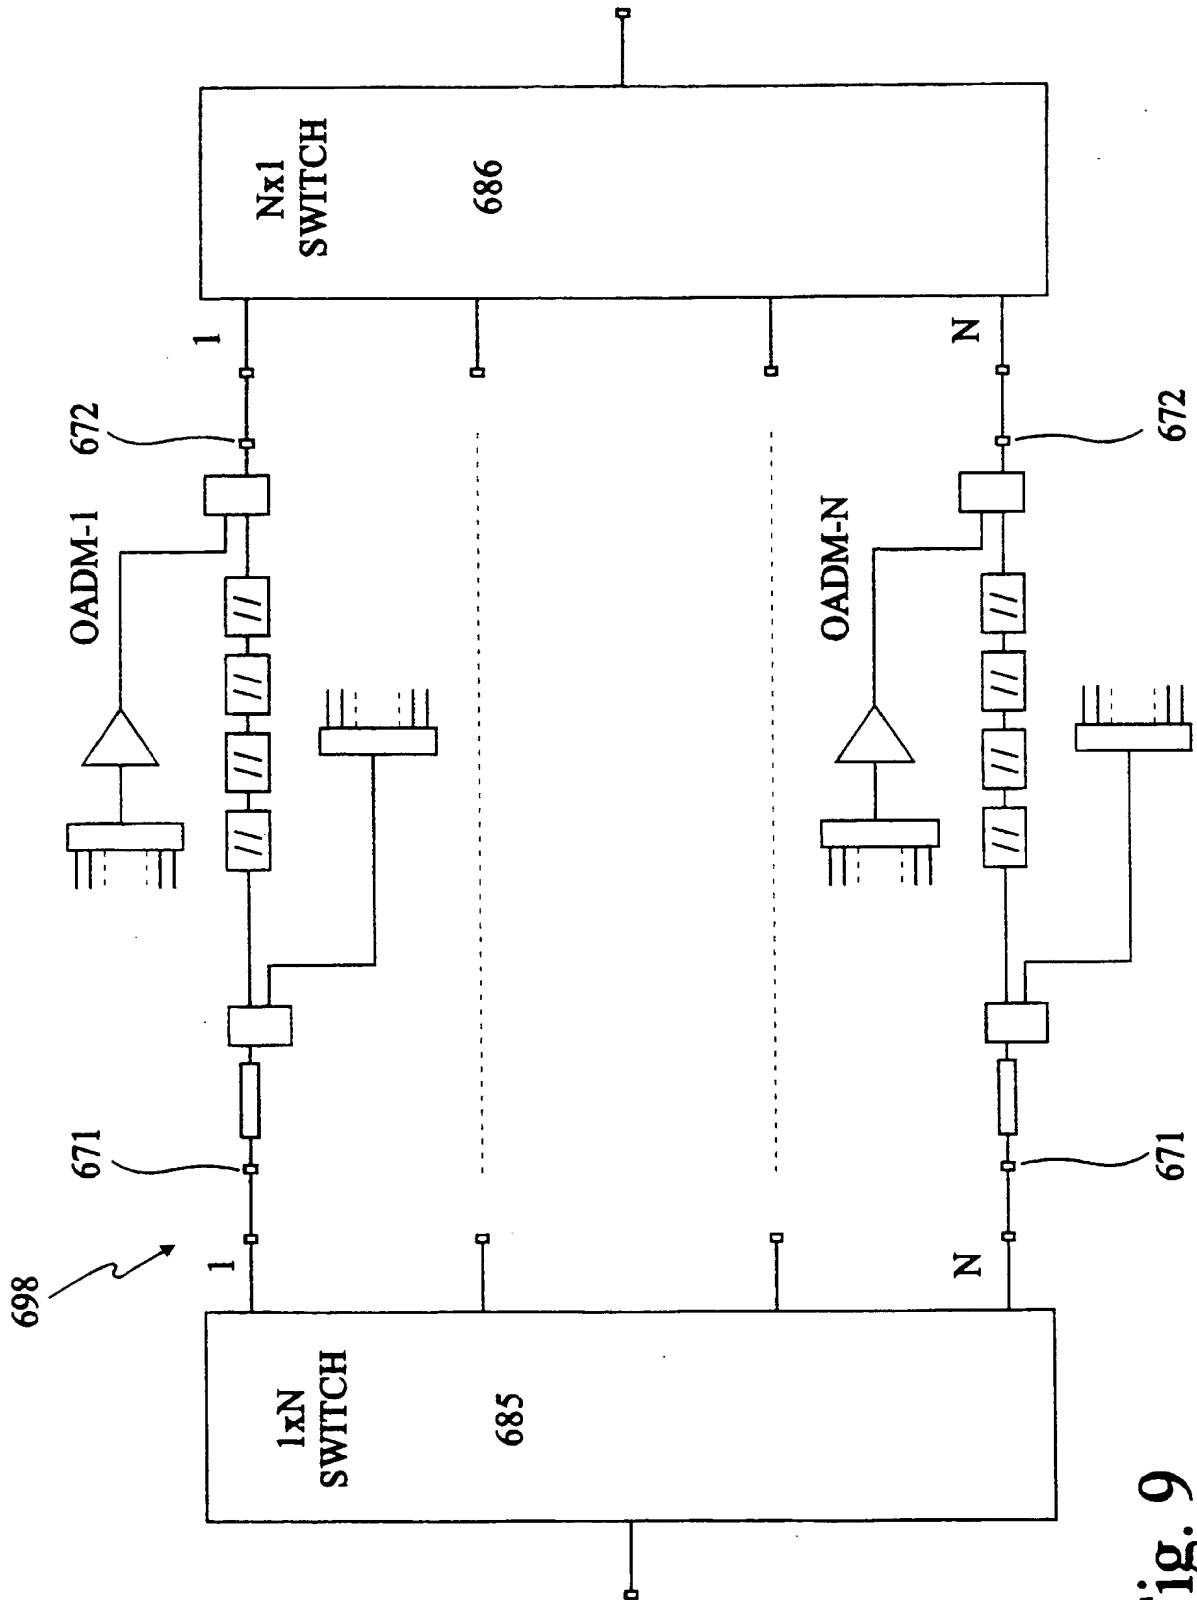 698
671
OADM-1
672
1
1
1xN
SWITCH
Nx1
SWITCH
685
686
OADM-N
N
N
671
672
Fig. 9